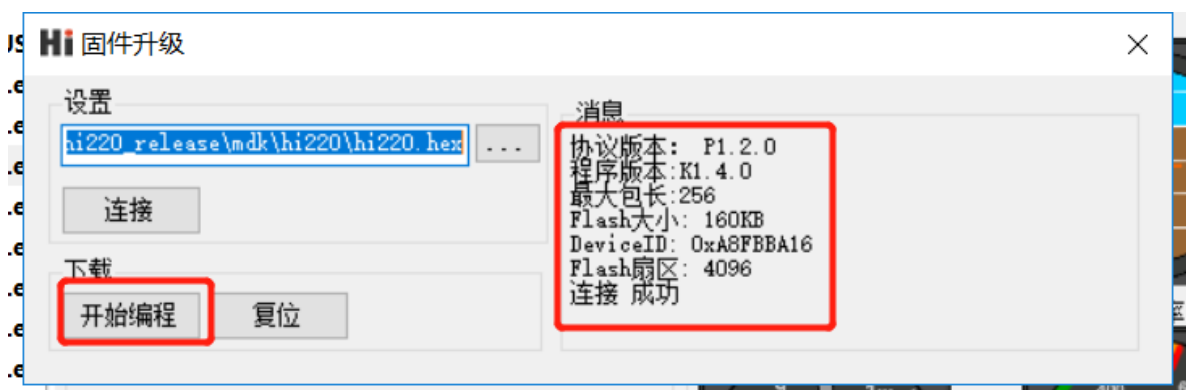 Hi 固件升级
设置
hi220_release\mdk\hi220\hi220.hex
...
连接
下载
开始编程
复位
消息
协议版本: P1.2.0
程序版本:K1.4.0
最大包长:256
Flash大小: 160KB
DeviceID: 0xA8FBBA16
Flash扇区: 4096
连接 成功